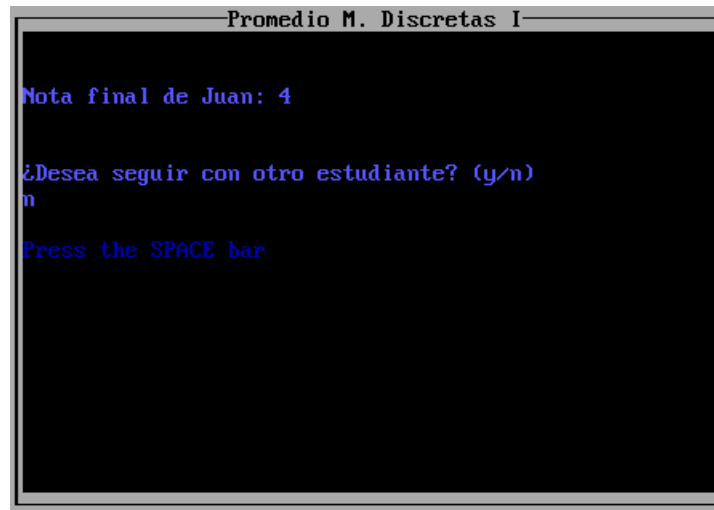 Promedio M. Discretas I
Nota final de Juan: 4
¿Desea seguir con otro estudiante? (y/n)
n
Press the SPACE bar